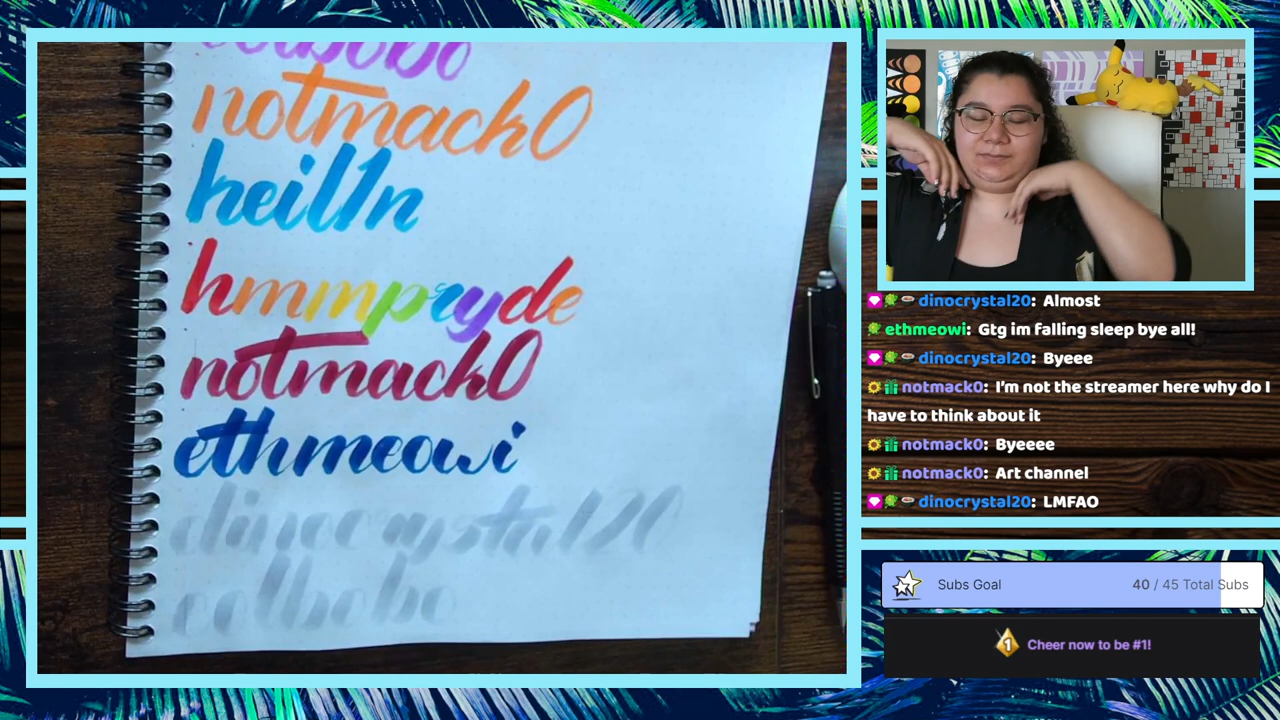 notmack0
heil1n
hmmpryde
notmack0
ethmeowi
dinocrystal20
dinocrystal20: Almost
ethmeowi: Gtg im falling sleep bye all!
dinocrystal20: Byeee
notmack0: I'm not the streamer here why do I
have to think about it
notmack0: Byeeee
notmack0: Art channel
dinocrystal20: LMFAO
Subs Goal 40 / 45 Total Subs
1 Cheer now to be #1!